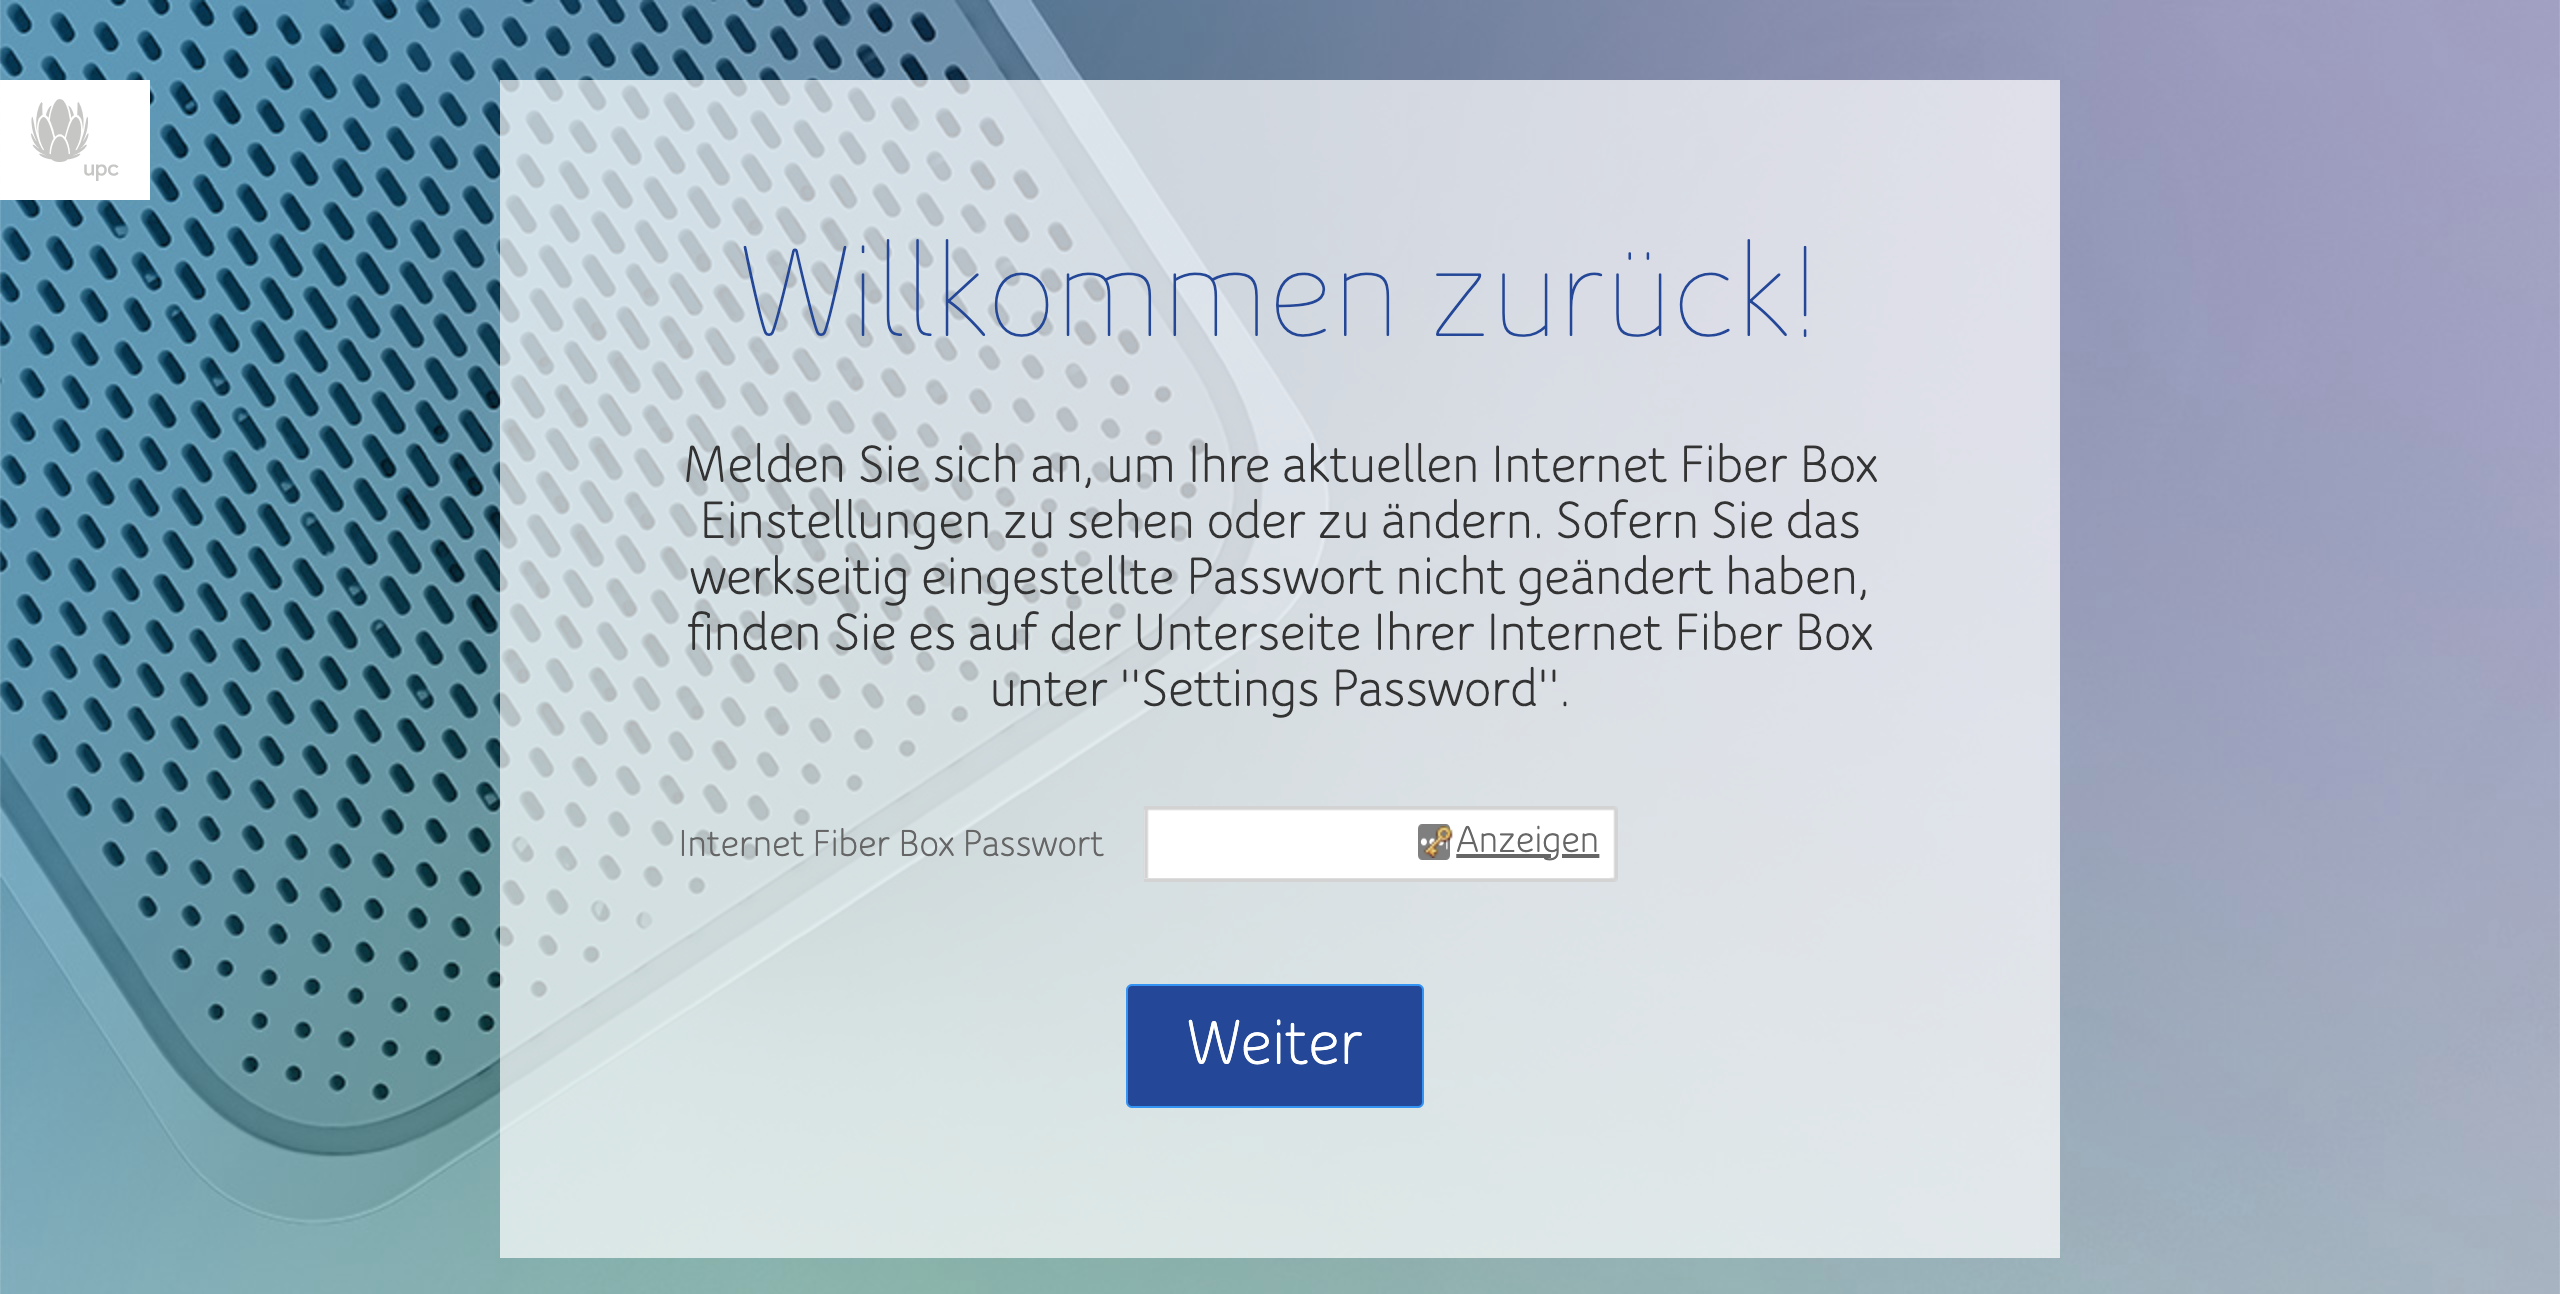 upc
Willkommen zurück!
Melden Sie sich an, um Ihre aktuellen Internet Fiber Box
Einstellungen zu sehen oder zu ändern. Sofern Sie das
werkseitig eingestellte Passwort nicht geändert haben,
finden Sie es auf der Unterseite Ihrer Internet Fiber Box
unter "Settings Password".
Internet Fiber Box Passwort
Anzeigen
Weiter